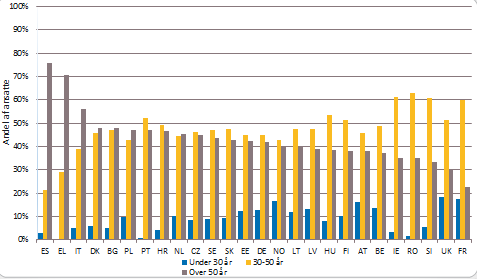 100%
90%
80%
70%
60%
50%
40%
30%
20%
10%
0%
Andel af ansatte
ES EL IT DK BG PL PT HR NL CZ SE SK EE DE NO LT LV HU FI AT BE IE RO SI UK FR
Under 30 år 30-50 år
Over 50 år